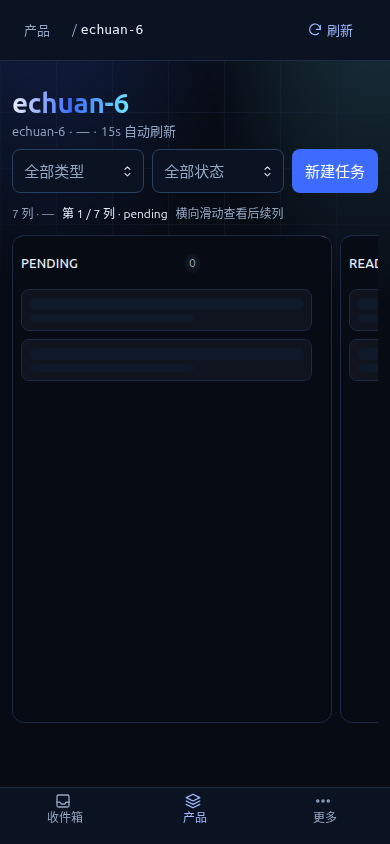 产品 / echuan-6 刷新
echuan-6
echuan-6 · — · 15s 自动刷新
全部类型 全部状态 新建任务
7 列 · — 第 1 / 7 列 · pending 横向滑动查看后续列
PENDING 0 READ
收件箱 产品 更多